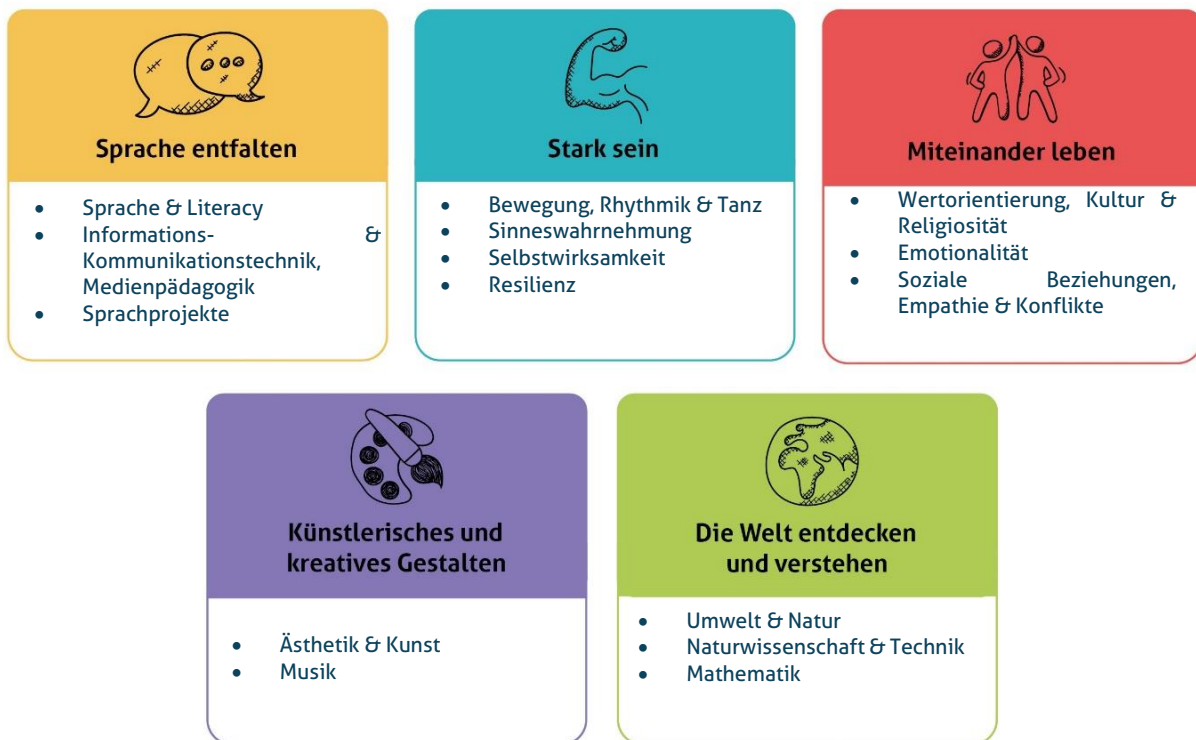 Sprache entfalten
• Sprache & Literacy
• Informations- &
Kommunikationstechnik,
Medienpädagogik
• Sprachprojekte
Stark sein
• Bewegung, Rhythmik & Tanz
• Sinneswahrnehmung
• Selbstwirksamkeit
• Resilienz
Miteinander leben
• Wertorientierung, Kultur &
Religiosität
• Emotionalität
• Soziale Beziehungen,
Empathie & Konflikte
Künstlerisches und
kreatives Gestalten
• Ästhetik & Kunst
• Musik
Die Welt entdecken
und verstehen
• Umwelt & Natur
• Naturwissenschaft & Technik
• Mathematik